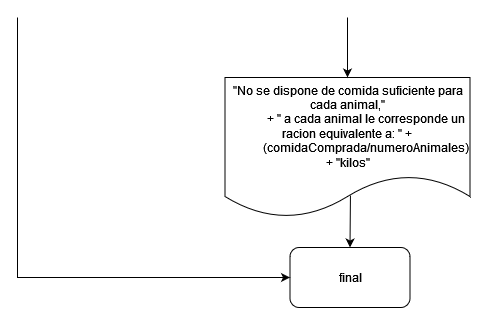 "No se dispone de comida suficiente para
cada animal,"
+ " a cada animal le corresponde un
racion equivalente a: " +
(comidaComprada/numeroAnimales)
+ "kilos"
final